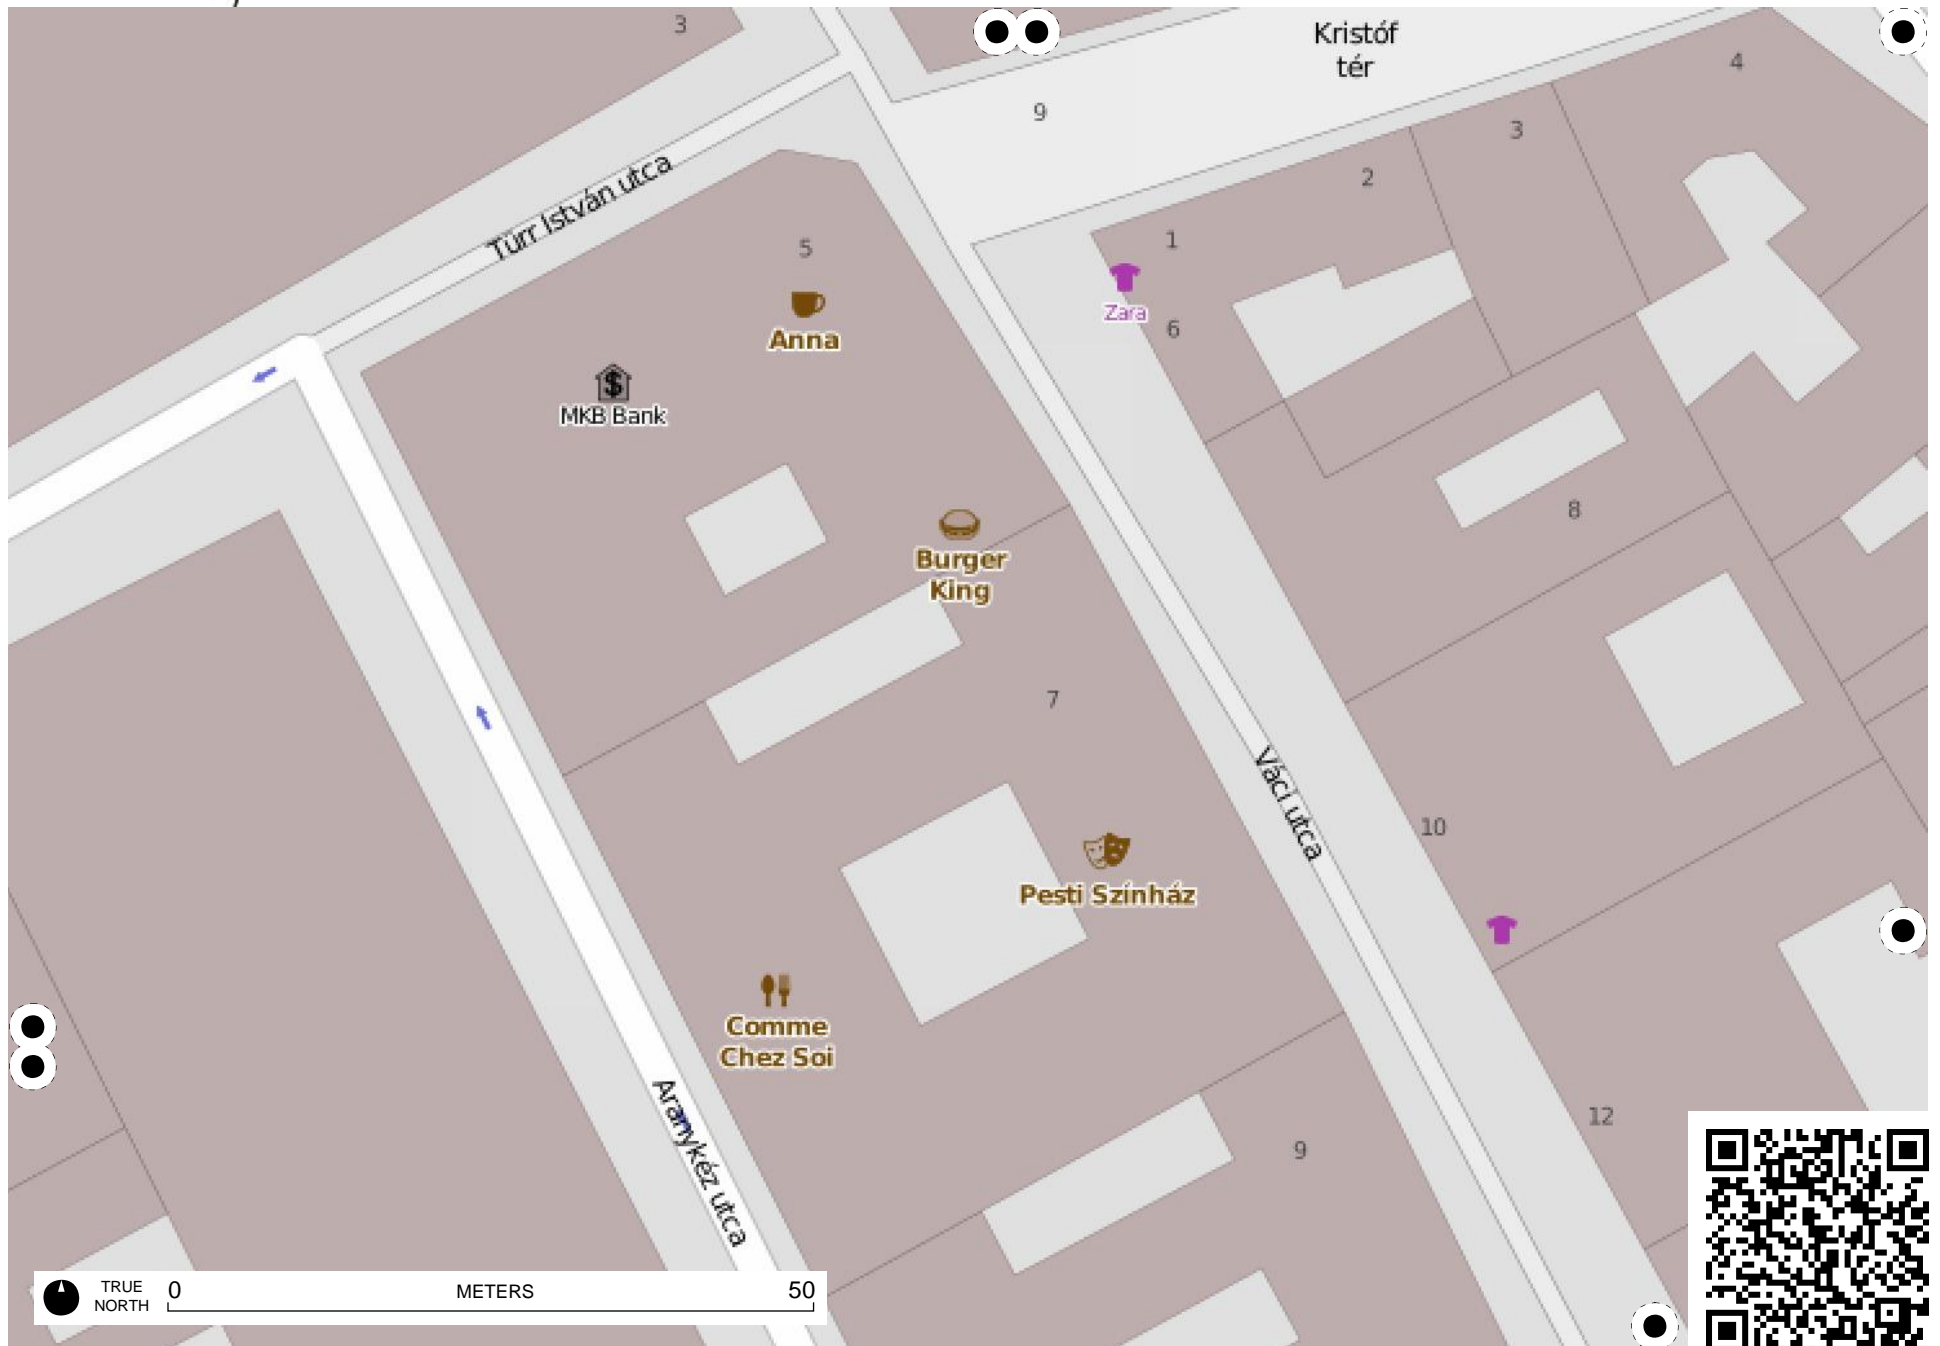 3
Kristóf
tér
4
9
3
2
Türr István utca
5
1
Anna
Zara
6
MKB Bank
8
Burger
King
7
Váci utca
10
Pesti Színház
Comme
Chez Soi
Aranykéz utca
12
9
TRUE
NORTH
0
METERS
50